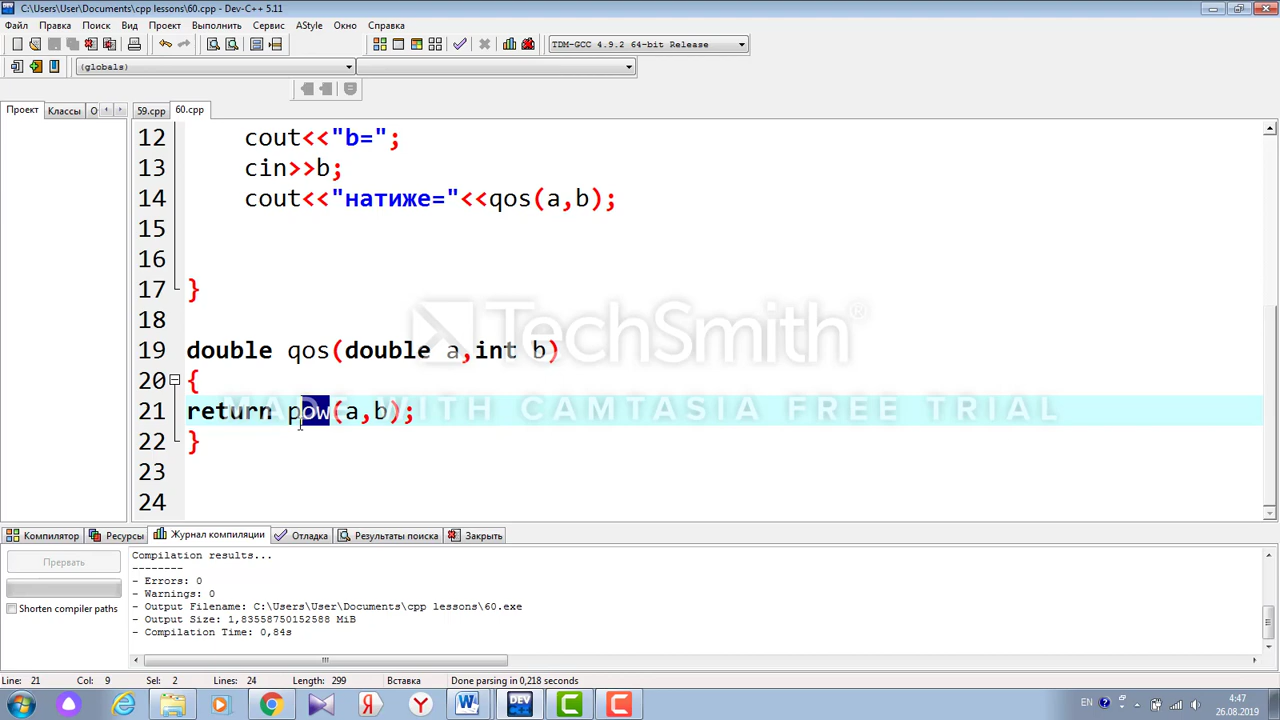 C:\Users\User\Documents\cpp lessons\60.cpp - Dev-C++ 5.11
Файл Правка Поиск Вид Проект Выполнить Сервис AStyle Окно Справка
TDM-GCC 4.9.2 64-bit Release
(globals)
Проект Классы О 59.cpp 60.cpp
12 cout<<"b=";
13 cin>>b;
14 cout<<"натиже="<<qos(a,b);
15
16
17 }
18
TechSmith®
19 double qos(double a,int b)
20 {
MADE WITH CAMTASIA FREE TRIAL
21 return pow(a,b);
22 }
23
24
Компилятор Ресурсы Журнал компиляции Отладка Результаты поиска Закрыть
Прервать
Shorten compiler paths
Compilation results...
--------
- Errors: 0
- Warnings: 0
- Output Filename: C:\Users\User\Documents\cpp lessons\60.exe
- Output Size: 1,83558750152588 MiB
- Compilation Time: 0,84s
Line: 21 Col: 9 Sel: 2 Lines: 24 Length: 299 Вставка Done parsing in 0,218 seconds
EN 4:47
26.08.2019